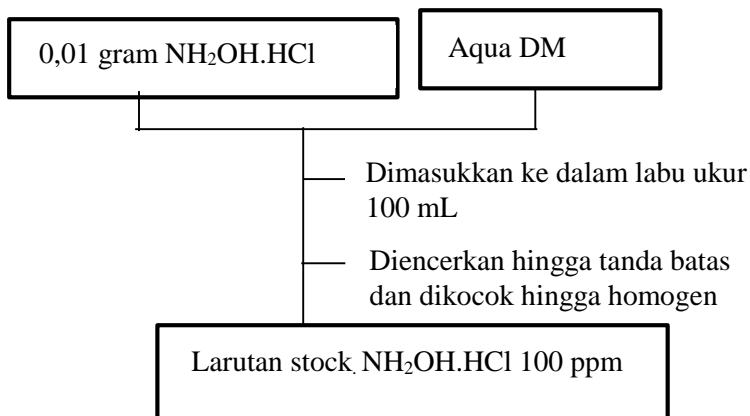 0,01 gram NH₂OH.HCl
Aqua DM
Dimasukkan ke dalam labu ukur
100 mL
Diencerkan hingga tanda batas
dan dikocok hingga homogen
Larutan stock NH₂OH.HCl 100 ppm